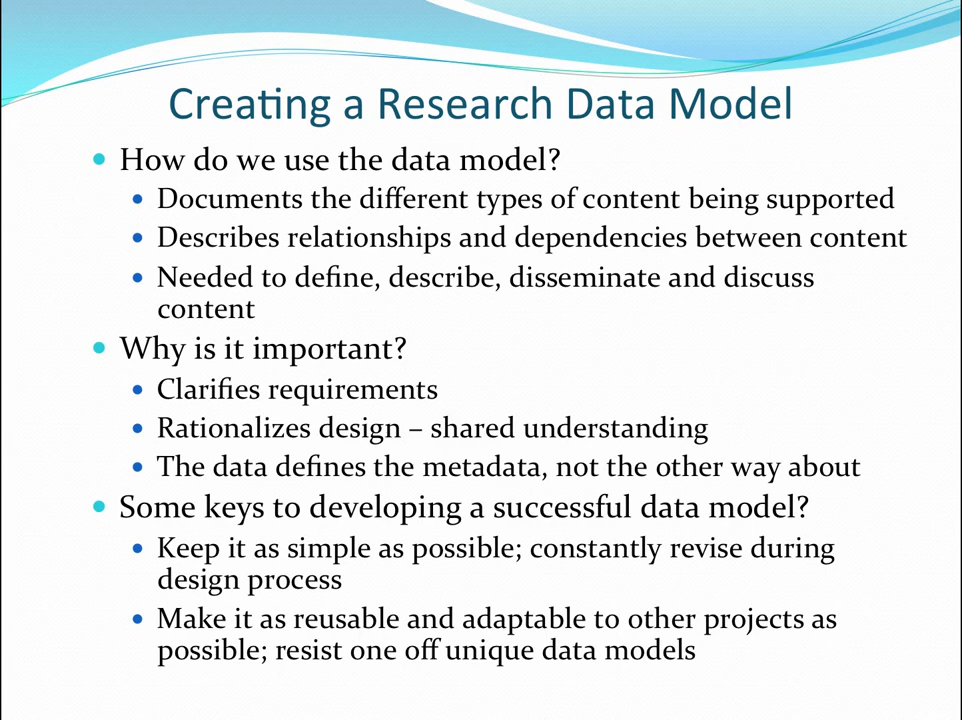 Creating a Research Data Model
How do we use the data model?
Documents the different types of content being supported
Describes relationships and dependencies between content
Needed to define, describe, disseminate and discuss
content
Why is it important?
Clarifies requirements
Rationalizes design – shared understanding
The data defines the metadata, not the other way about
Some keys to developing a successful data model?
Keep it as simple as possible; constantly revise during
design process
Make it as reusable and adaptable to other projects as
possible; resist one off unique data models